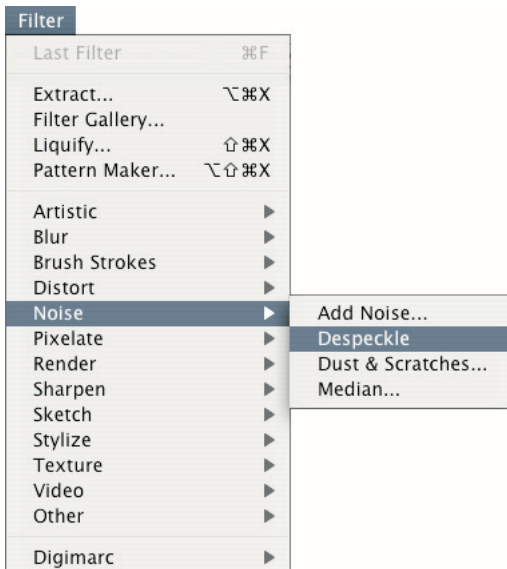 Filter
Last Filter ⌘F
Extract... ⌥⌘X
Filter Gallery...
Liquify... ⇧⌘X
Pattern Maker... ⌥⇧⌘X
Artistic
Blur
Brush Strokes
Distort
Noise
Add Noise...
Pixelate
Despeckle
Render
Dust & Scratches...
Sharpen
Median...
Sketch
Stylize
Texture
Video
Other
Digimarc